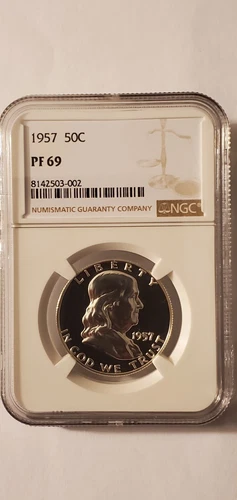 1957 50C
PF 69
8142503-002
NUMISMATIC GUARANTY COMPANY
NGC
LIBERTY
1957
IN GOD WE TRUST